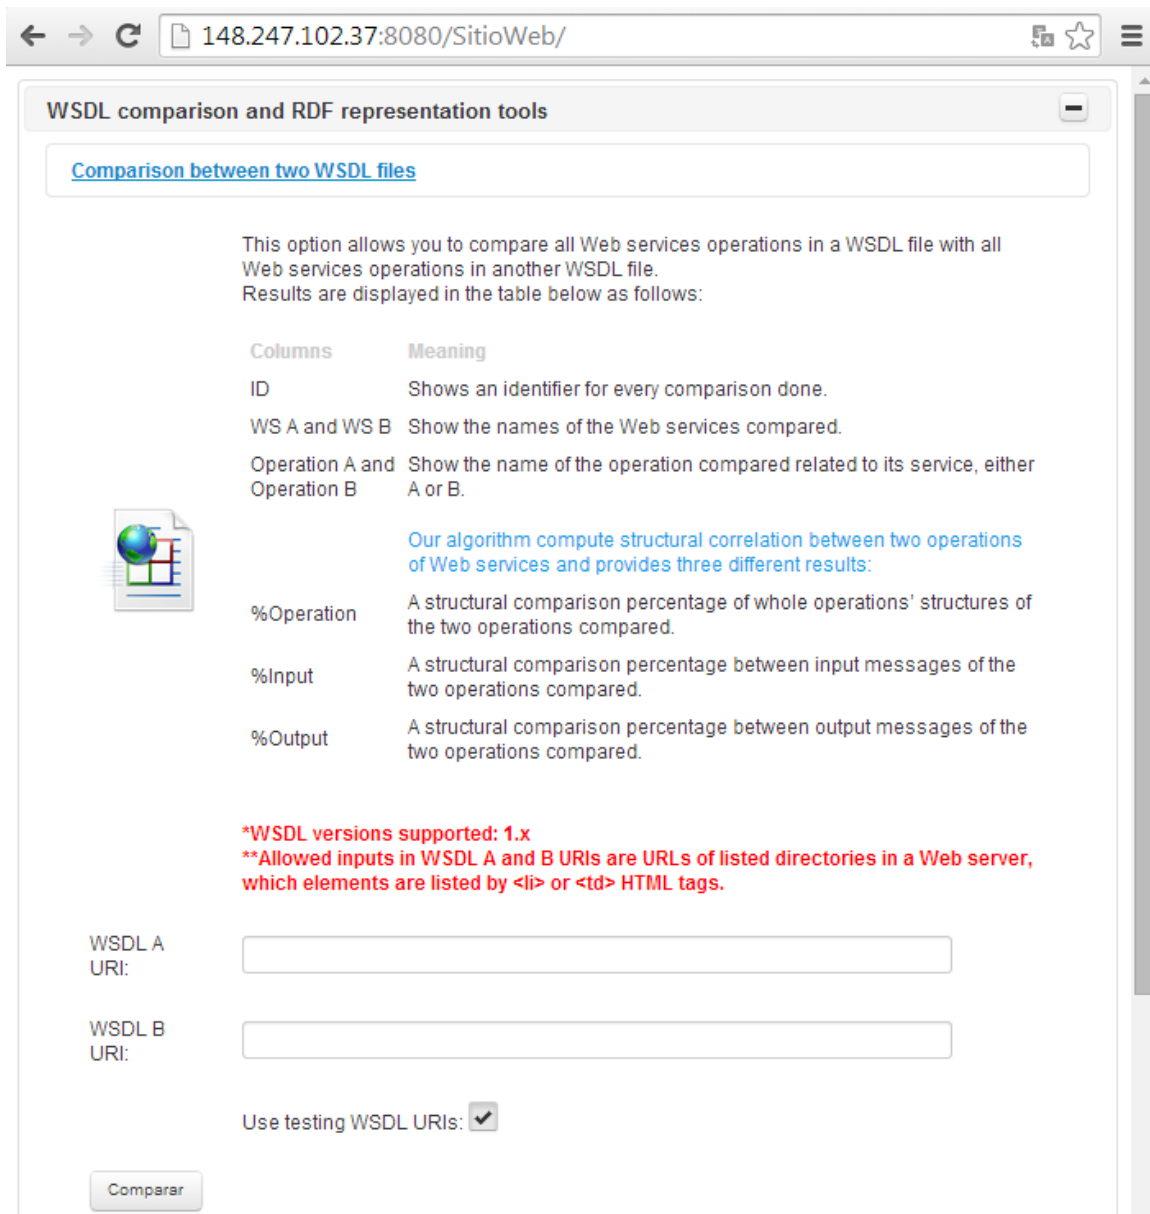 148.247.102.37:8080/SitioWeb/
WSDL comparison and RDF representation tools
Comparison between two WSDL files
This option allows you to compare all Web services operations in a WSDL file with all
Web services operations in another WSDL file.
Results are displayed in the table below as follows:
Columns Meaning
ID Shows an identifier for every comparison done.
WS A and WS B Show the names of the Web services compared.
Operation A and Show the name of the operation compared related to its service, either
Operation B A or B.
Our algorithm compute structural correlation between two operations
of Web services and provides three different results:
%Operation A structural comparison percentage of whole operations' structures of
the two operations compared.
%Input A structural comparison percentage between input messages of the
two operations compared.
%Output A structural comparison percentage between output messages of the
two operations compared.
*WSDL versions supported: 1.x
**Allowed inputs in WSDL A and B URIs are URLs of listed directories in a Web server,
which elements are listed by <li> or <td> HTML tags.
WSDL A
URI:
WSDL B
URI:
Use testing WSDL URIs:
Comparar